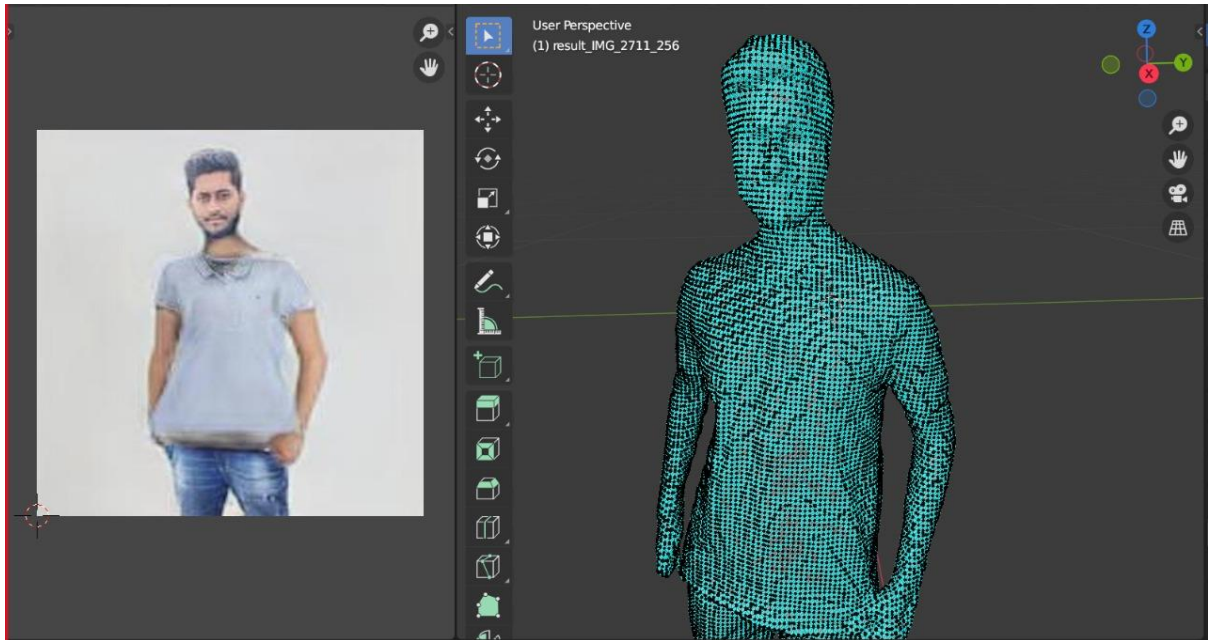 User Perspective
(1) result_IMG_2711_256
Z
Y
X